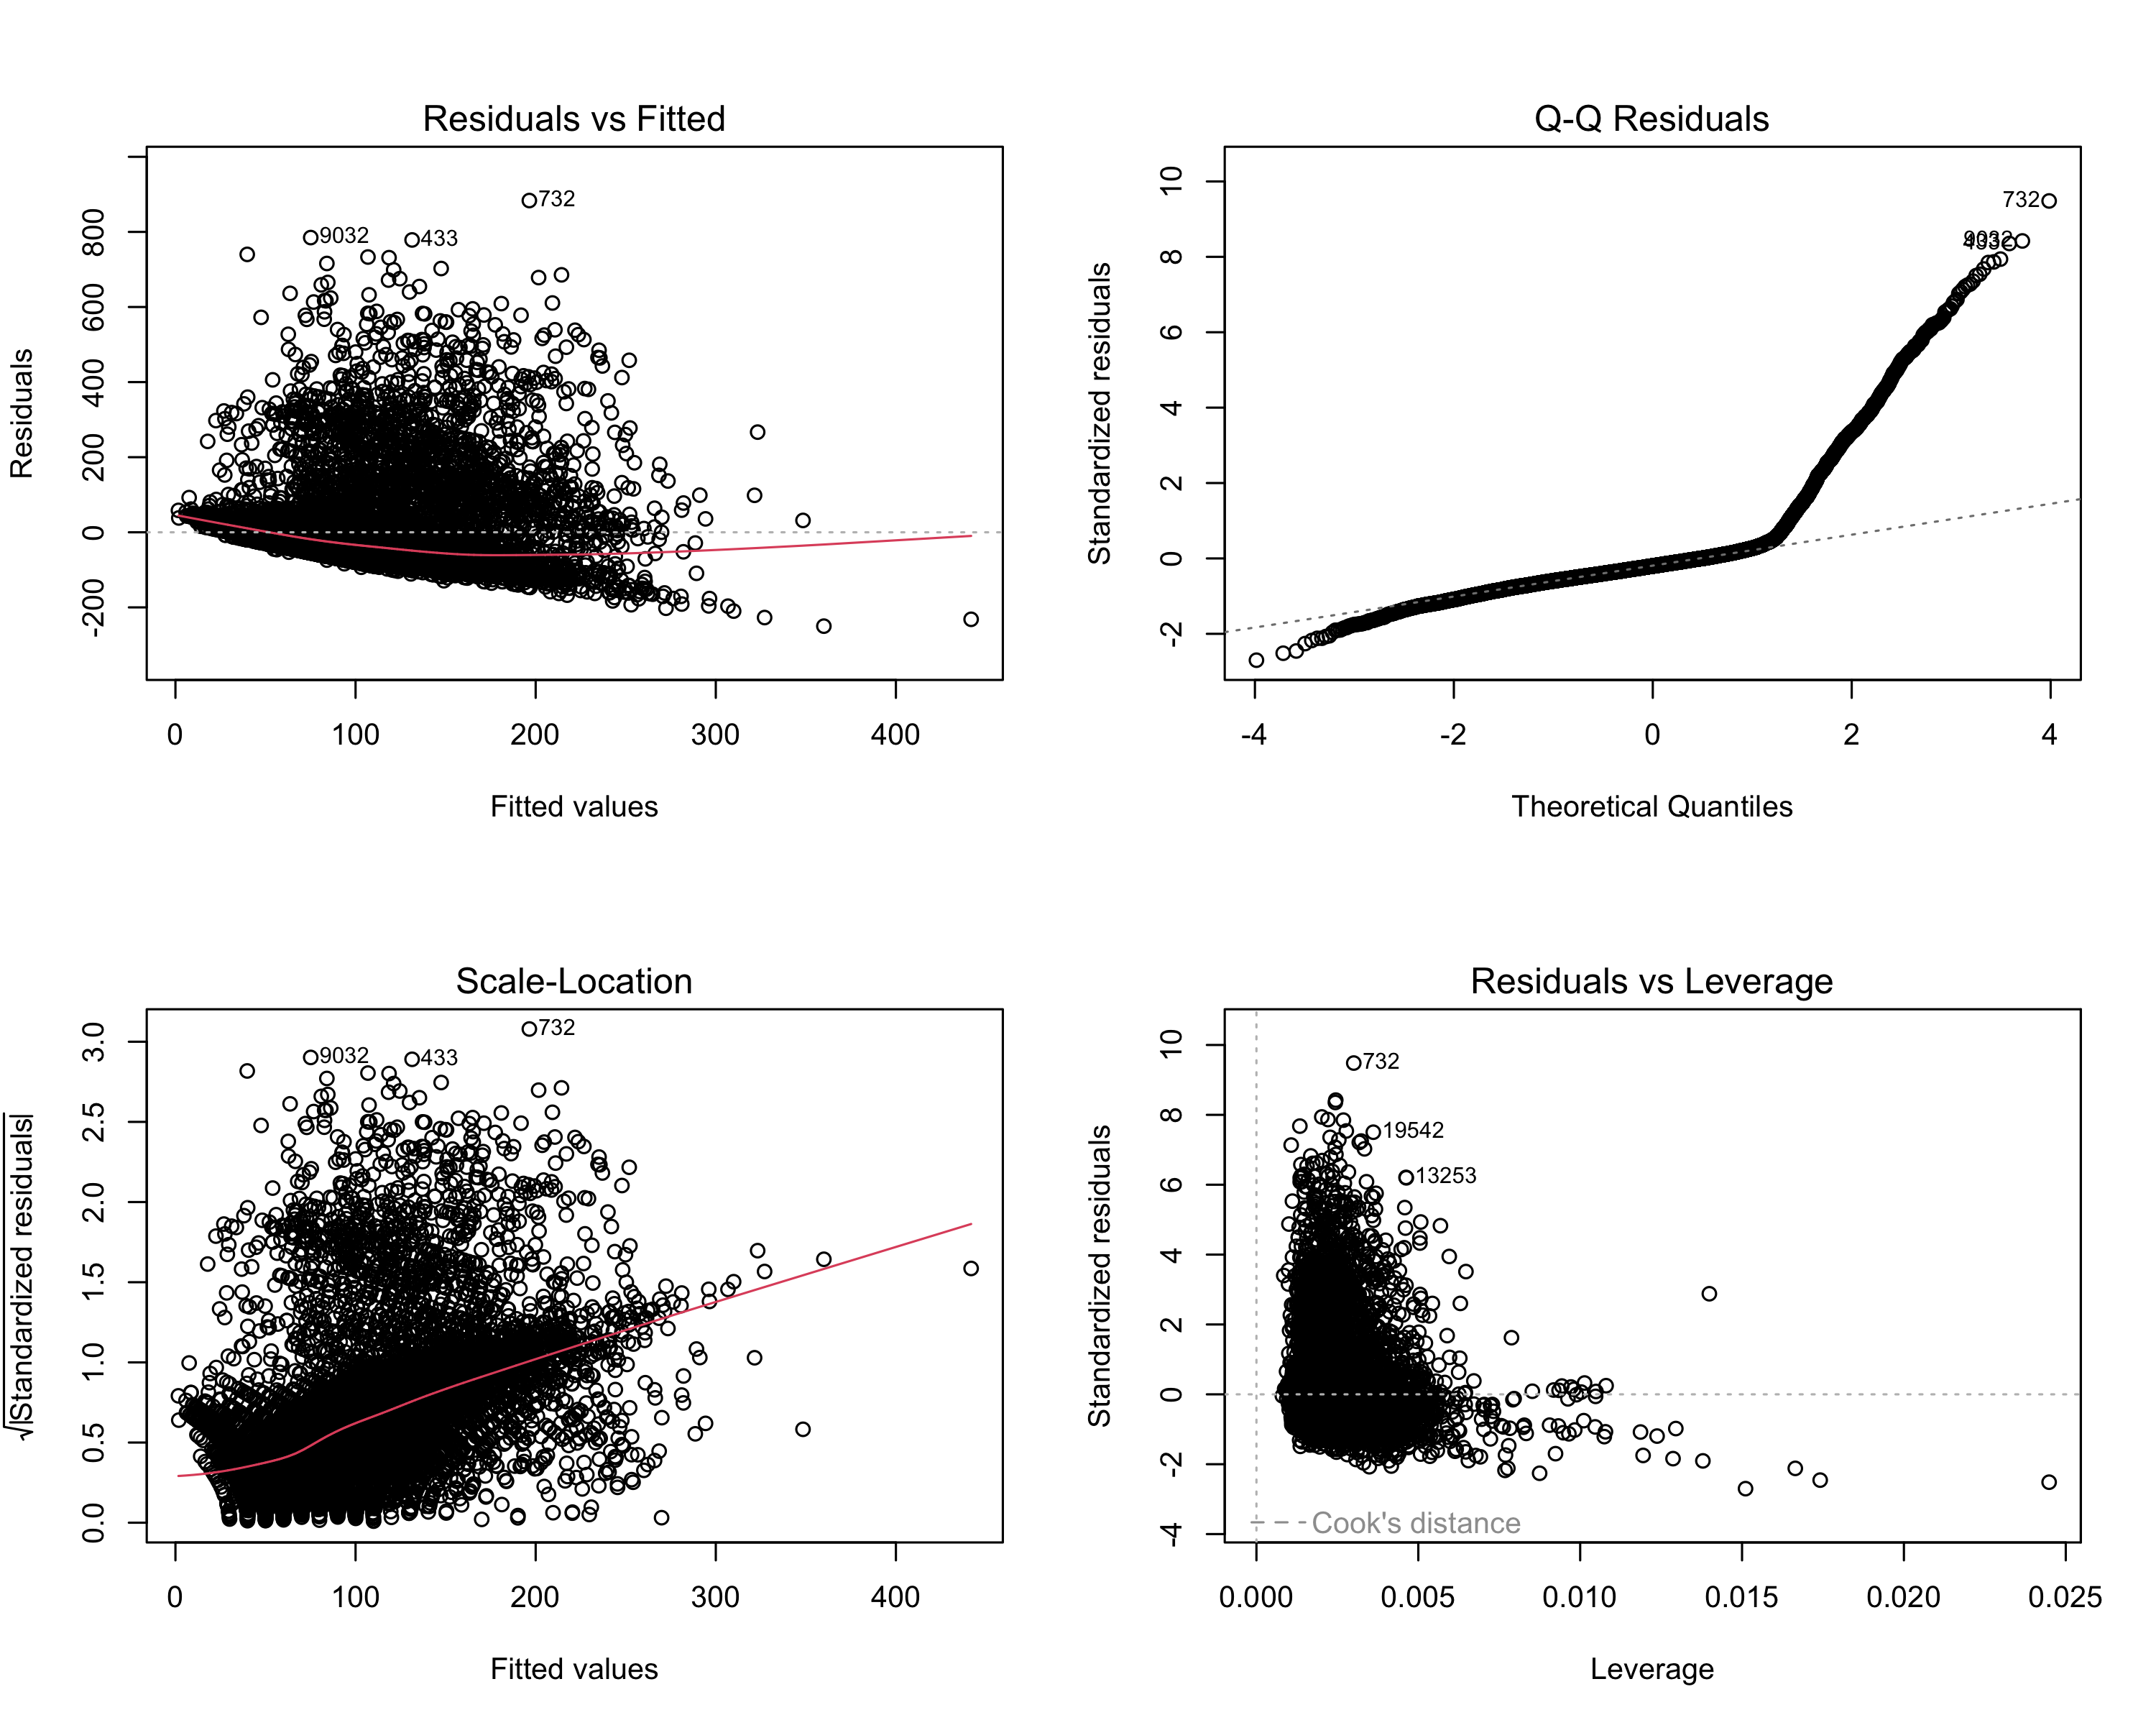 Residuals vs Fitted
Residuals
-200 0 200 400 600 800
732
9032
433
0 100 200 300 400
Fitted values
Q-Q Residuals
Standardized residuals
-2 0 2 4 6 8 10
732
9032
433
-4 -2 0 2 4
Theoretical Quantiles
Scale-Location
√|Standardized residuals|
0.0 0.5 1.0 1.5 2.0 2.5 3.0
732
9032
433
0 100 200 300 400
Fitted values
Residuals vs Leverage
Standardized residuals
-4 -2 0 2 4 6 8 10
732
19542
13253
Cook's distance
0.000 0.005 0.010 0.015 0.020 0.025
Leverage